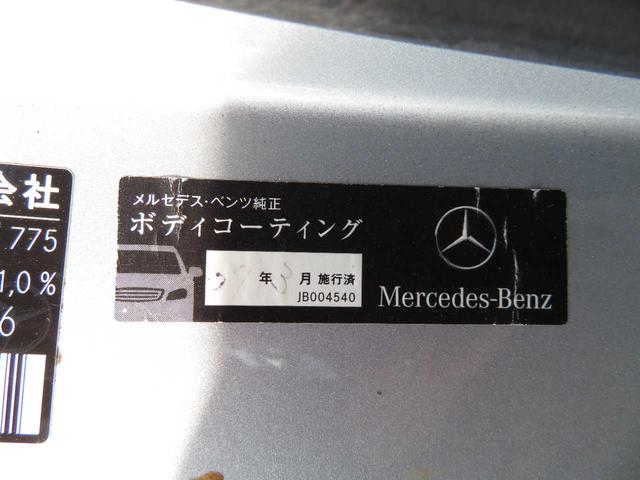 会社
775
1,0 %
6
メルセデス・ベンツ純正
ボディコーティング
年 3 月 施行済
JB004540
Mercedes-Benz